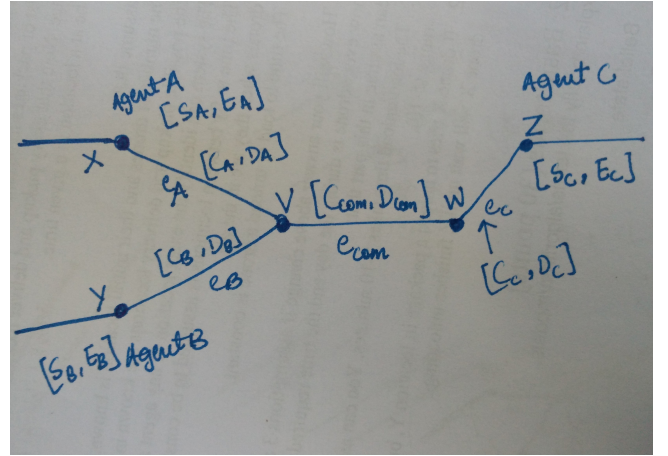 Agent A
[SA, EA]
Agent C
Z
X
[CA, DA]
eA
[SC, EC]
V
[Ccom, Dcom]
W
eC
[CB, DB]
ecom
eB
[CC, DC]
Y
[SB, EB] Agent B